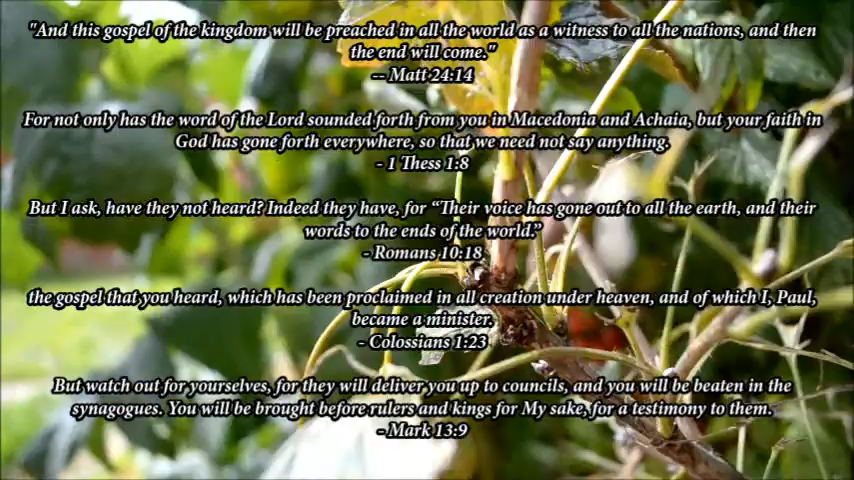 "And this gospel of the kingdom will be preached in all the world as a witness to all the nations, and then
the end will come."
-- Matt 24:14
For not only has the word of the Lord sounded forth from you in Macedonia and Achaia, but your faith in
God has gone forth everywhere, so that we need not say anything.
- 1 Thess 1:8
But I ask, have they not heard? Indeed they have, for “Their voice has gone out to all the earth, and their
words to the ends of the world.”
- Romans 10:18
the gospel that you heard, which has been proclaimed in all creation under heaven, and of which I, Paul,
became a minister.
- Colossians 1:23
But watch out for yourselves, for they will deliver you up to councils, and you will be beaten in the
synagogues. You will be brought before rulers and kings for My sake, for a testimony to them.
- Mark 13:9